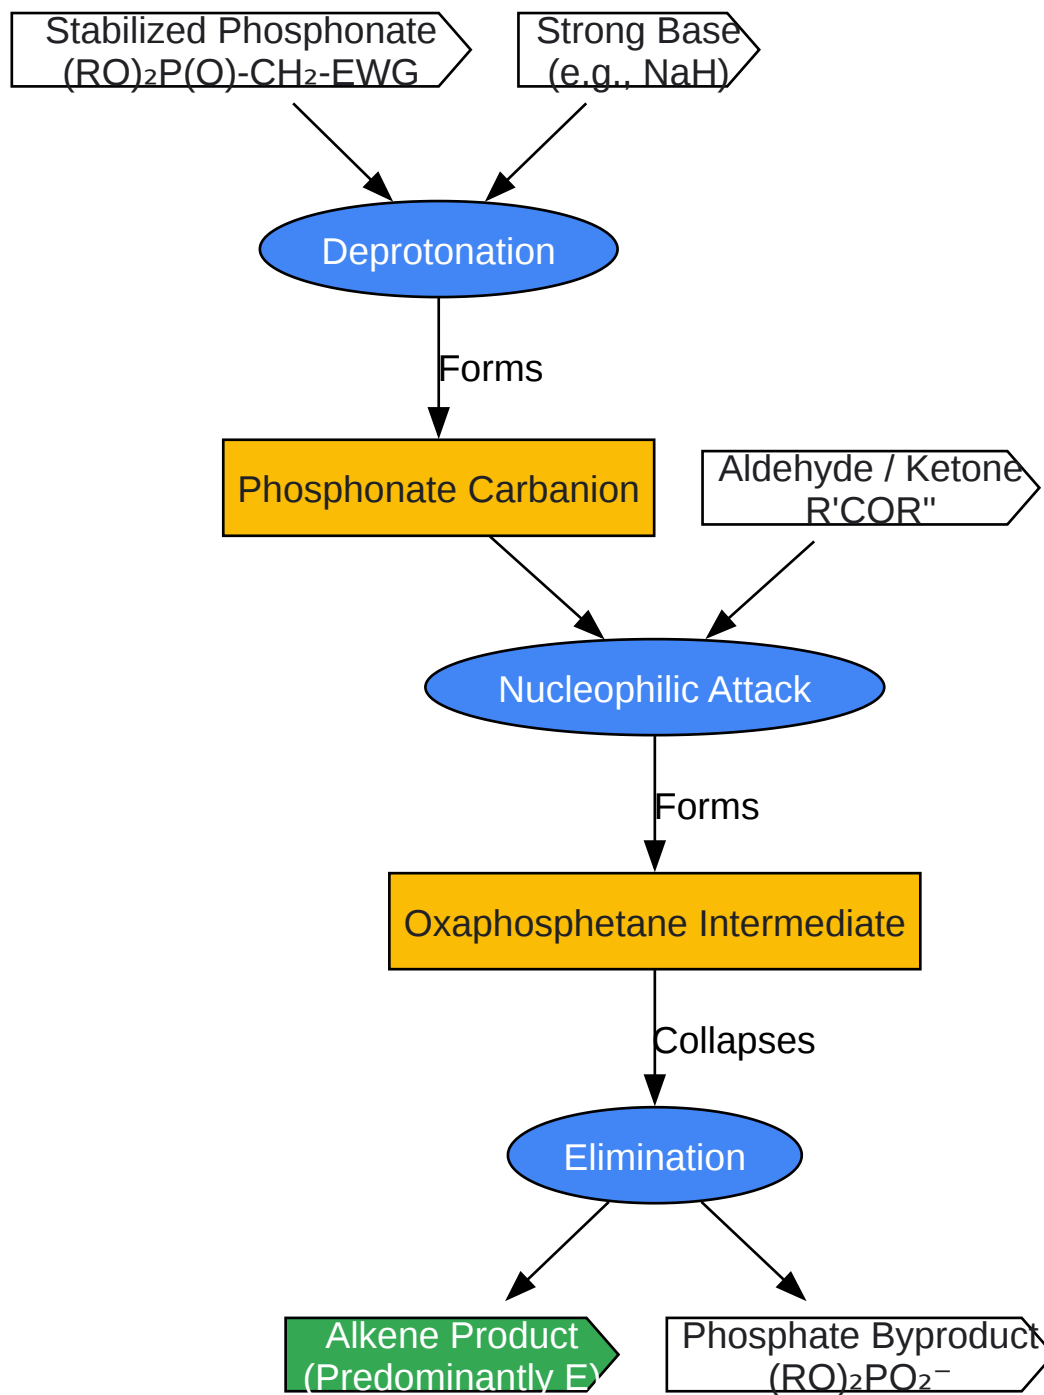 Stabilized Phosphonate
(RO)₂P(O)-CH₂-EWG
Strong Base
(e.g., NaH)
Deprotonation
Forms
Phosphonate Carbanion
Aldehyde / Ketone
R'COR''
Nucleophilic Attack
Forms
Oxaphosphetane Intermediate
Collapses
Elimination
Alkene Product
(Predominantly E)
Phosphate Byproduct
(RO)₂PO₂⁻